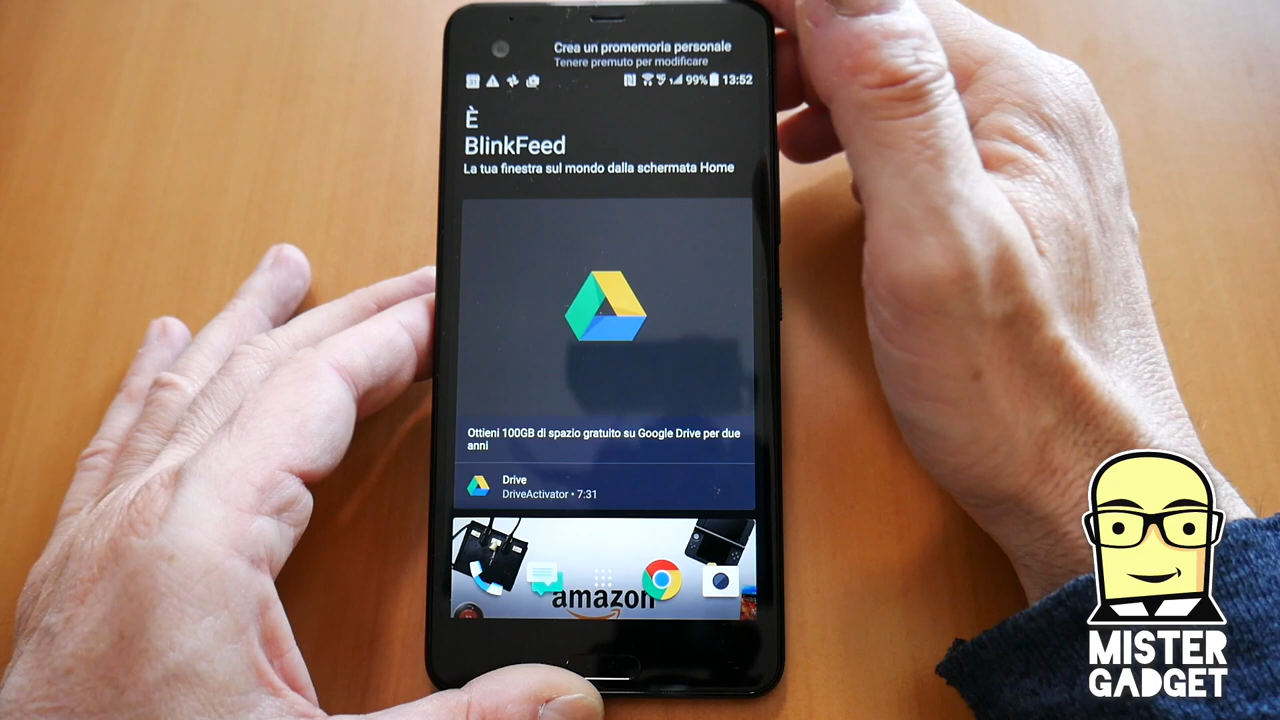 Crea un promemoria personale
Tenere premuto per modificare
99% 13:52
È
BlinkFeed
La tua finestra sul mondo dalla schermata Home
Ottieni 100GB di spazio gratuito su Google Drive per due
anni
Drive
DriveActivator • 7:31
amazon
MISTER
GADGET